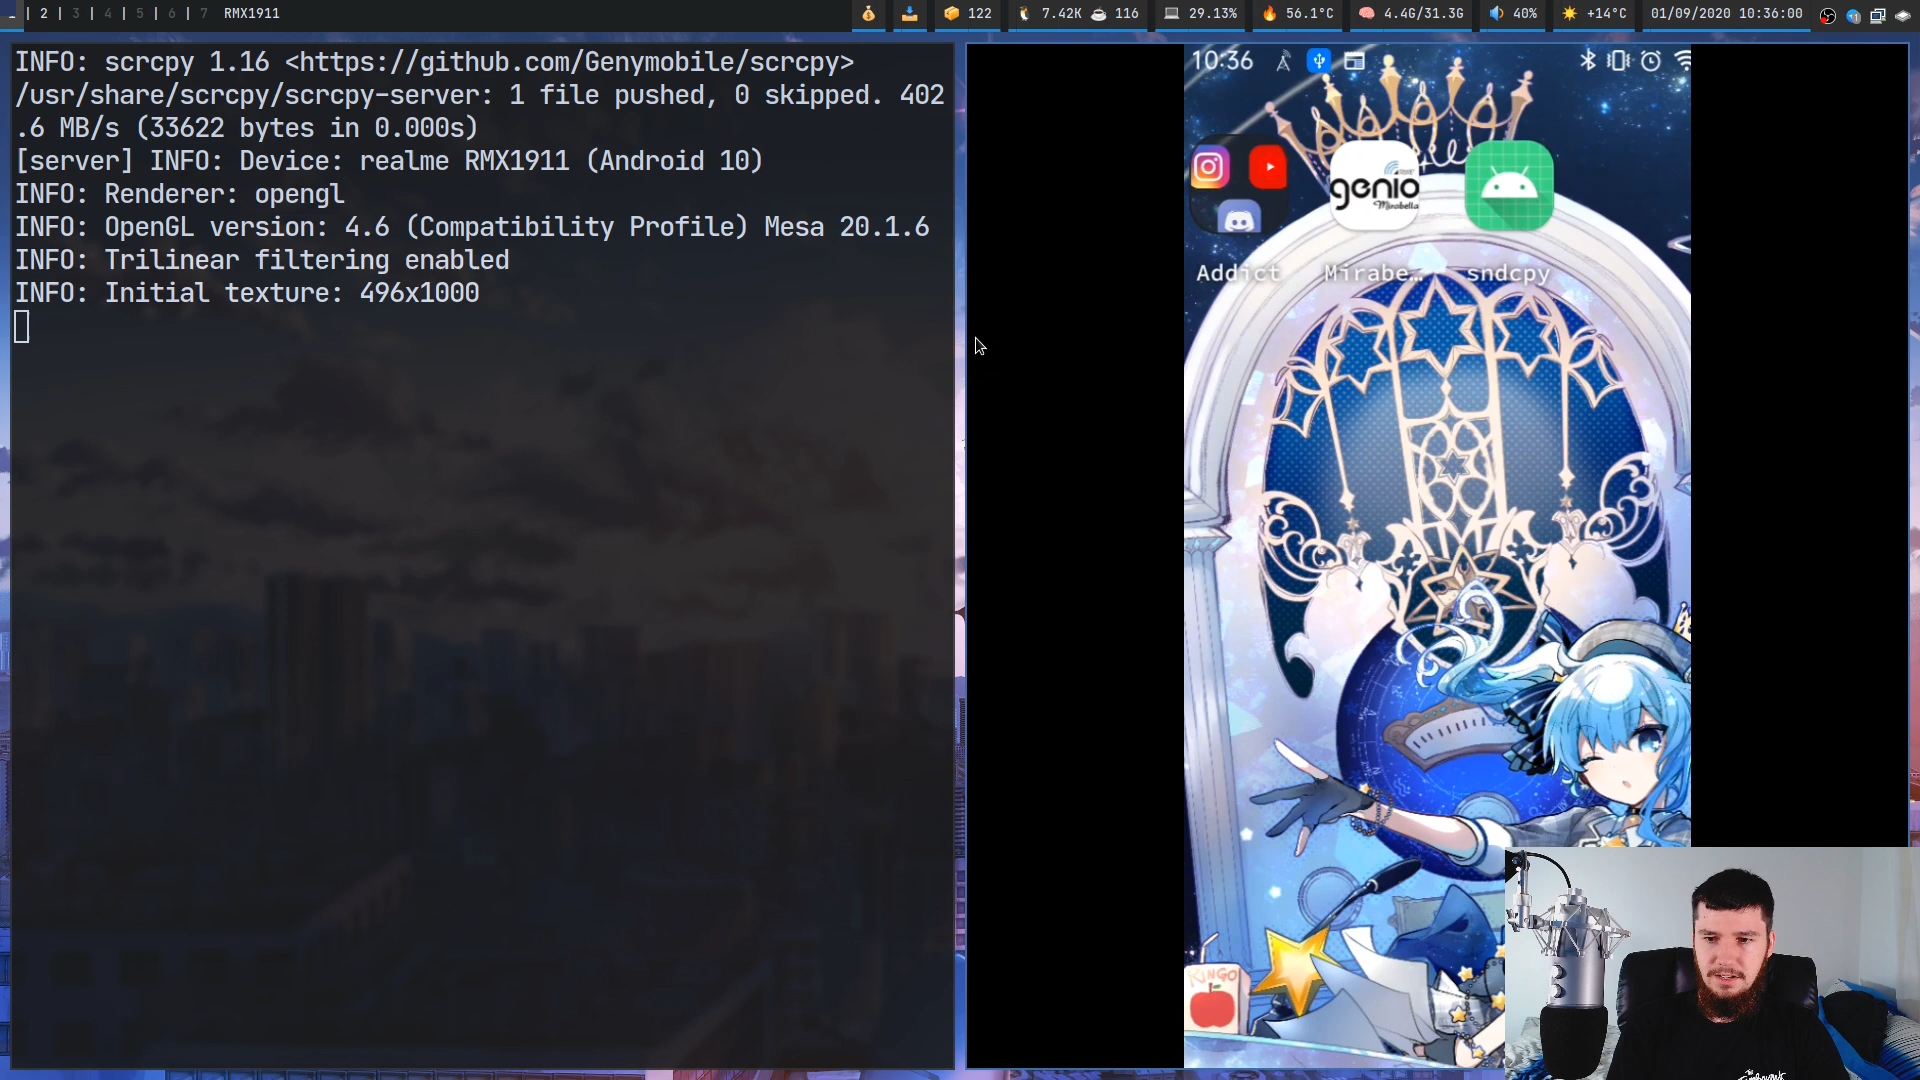 2 | 3 | 4 | 5 | 6 | 7 RMX1911
122 7.42K 116 29.13% 56.1°C 4.4G/31.3G 40% +14°C 01/09/2020 10:36:00
INFO: scrcpy 1.16 <https://github.com/Genymobile/scrcpy>
/usr/share/scrcpy/scrcpy-server: 1 file pushed, 0 skipped. 402
.6 MB/s (33622 bytes in 0.000s)
[server] INFO: Device: realme RMX1911 (Android 10)
INFO: Renderer: opengl
INFO: OpenGL version: 4.6 (Compatibility Profile) Mesa 20.1.6
INFO: Trilinear filtering enabled
INFO: Initial texture: 496x1000
10:36
genio
Mirabella
Addict Mirabe… sndcpy
RINGO